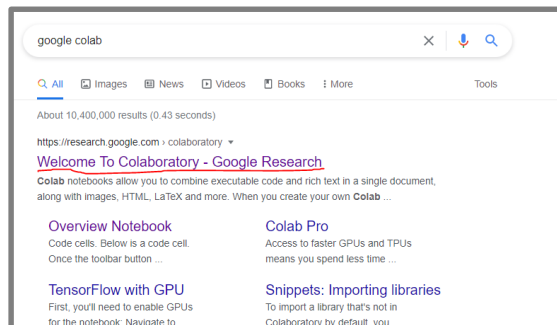 google colab
All Images News Videos Books More Tools
About 10,400,000 results (0.43 seconds)
https://research.google.com › colaboratory
Welcome To Colaboratory - Google Research
Colab notebooks allow you to combine executable code and rich text in a single document,
along with images, HTML, LaTeX and more. When you create your own Colab ...
Overview Notebook
Code cells. Below is a code cell.
Once the toolbar button ...
Colab Pro
Access to faster GPUs and TPUs
means you spend less time ...
TensorFlow with GPU
First, you'll need to enable GPUs
for the notebook: Navigate to
Snippets: Importing libraries
To import a library that's not in
Colaboratory by default, you